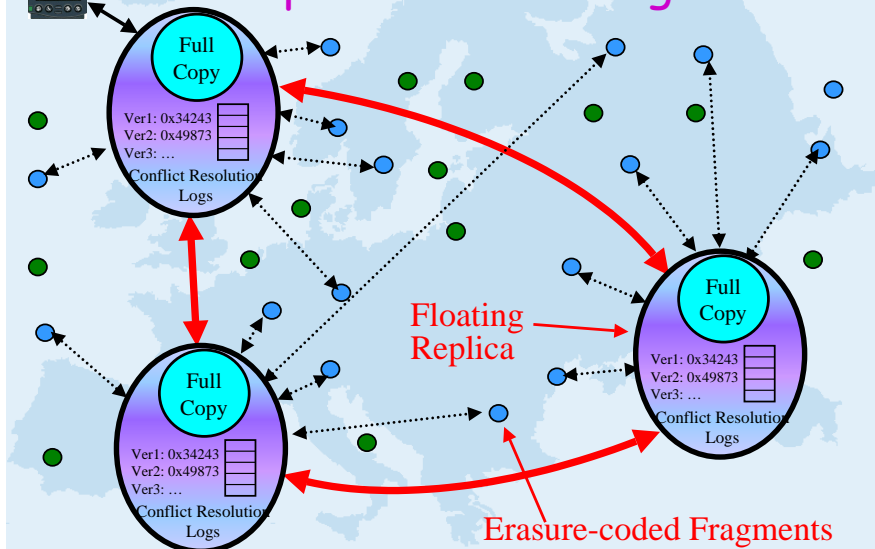 Full
Copy
Ver1: 0x34243
Ver2: 0x49873
Ver3: …
Conflict Resolution
Logs
Full
Copy
Ver1: 0x34243
Ver2: 0x49873
Ver3: …
Conflict Resolution
Logs
Floating
Replica
Full
Copy
Ver1: 0x34243
Ver2: 0x49873
Ver3: …
Conflict Resolution
Logs
Erasure-coded Fragments